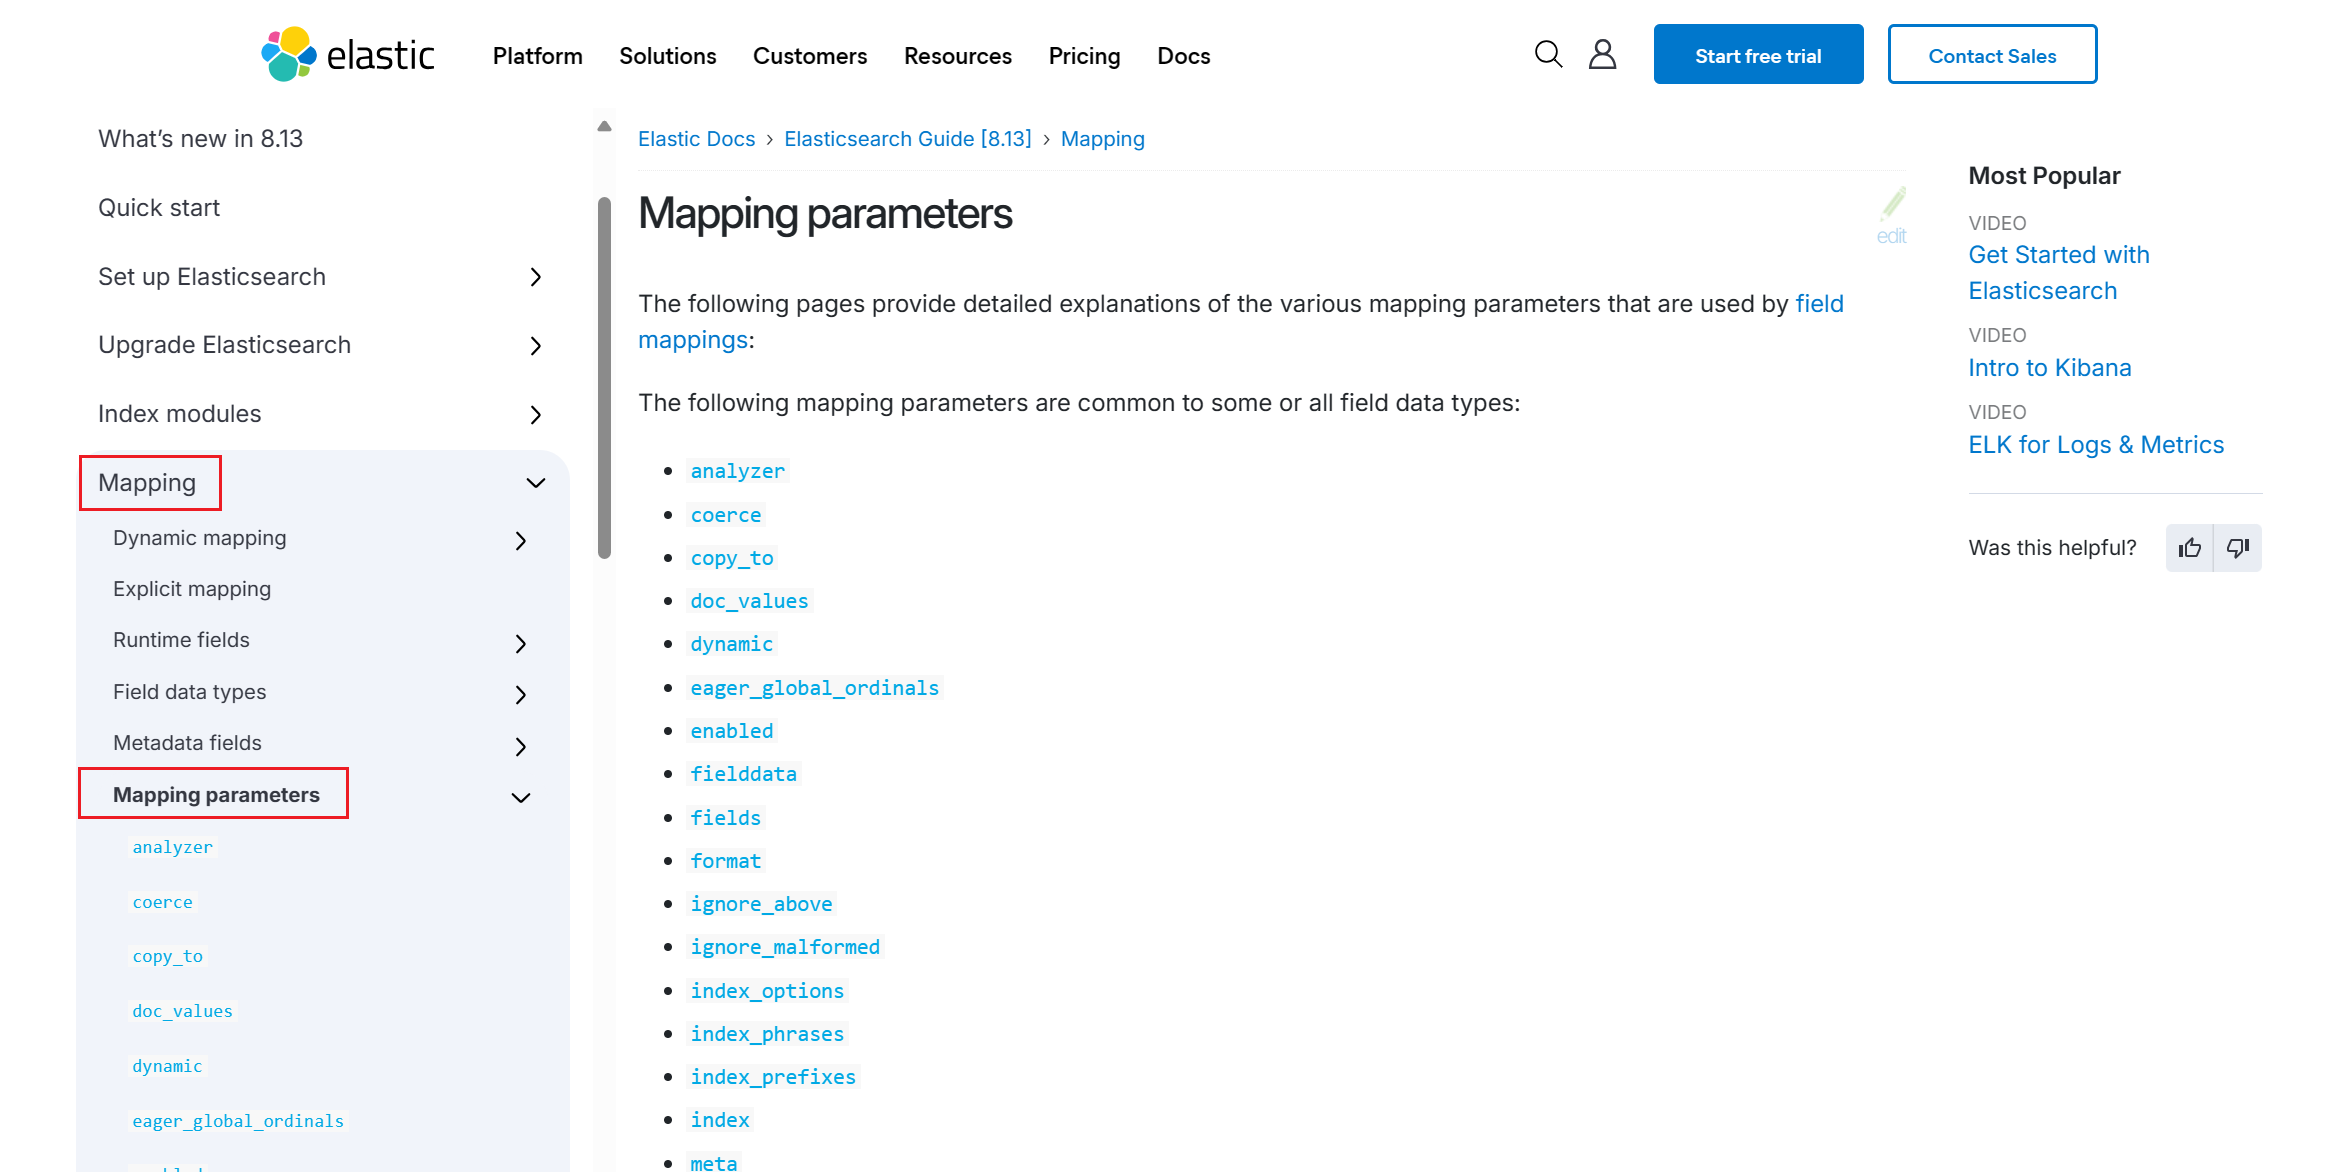 elastic
Platform
Solutions
Customers
Resources
Pricing
Docs
Start free trial
Contact Sales
What's new in 8.13
Quick start
Set up Elasticsearch
Upgrade Elasticsearch
Index modules
Mapping
Dynamic mapping
Explicit mapping
Runtime fields
Field data types
Metadata fields
Mapping parameters
analyzer
coerce
copy_to
doc_values
dynamic
eager_global_ordinals
Elastic Docs › Elasticsearch Guide [8.13] › Mapping
Mapping parameters
edit
The following pages provide detailed explanations of the various mapping parameters that are used by field
mappings:
The following mapping parameters are common to some or all field data types:
analyzer
coerce
copy_to
doc_values
dynamic
eager_global_ordinals
enabled
fielddata
fields
format
ignore_above
ignore_malformed
index_options
index_phrases
index_prefixes
index
meta
Most Popular
VIDEO
Get Started with
Elasticsearch
VIDEO
Intro to Kibana
VIDEO
ELK for Logs & Metrics
Was this helpful?